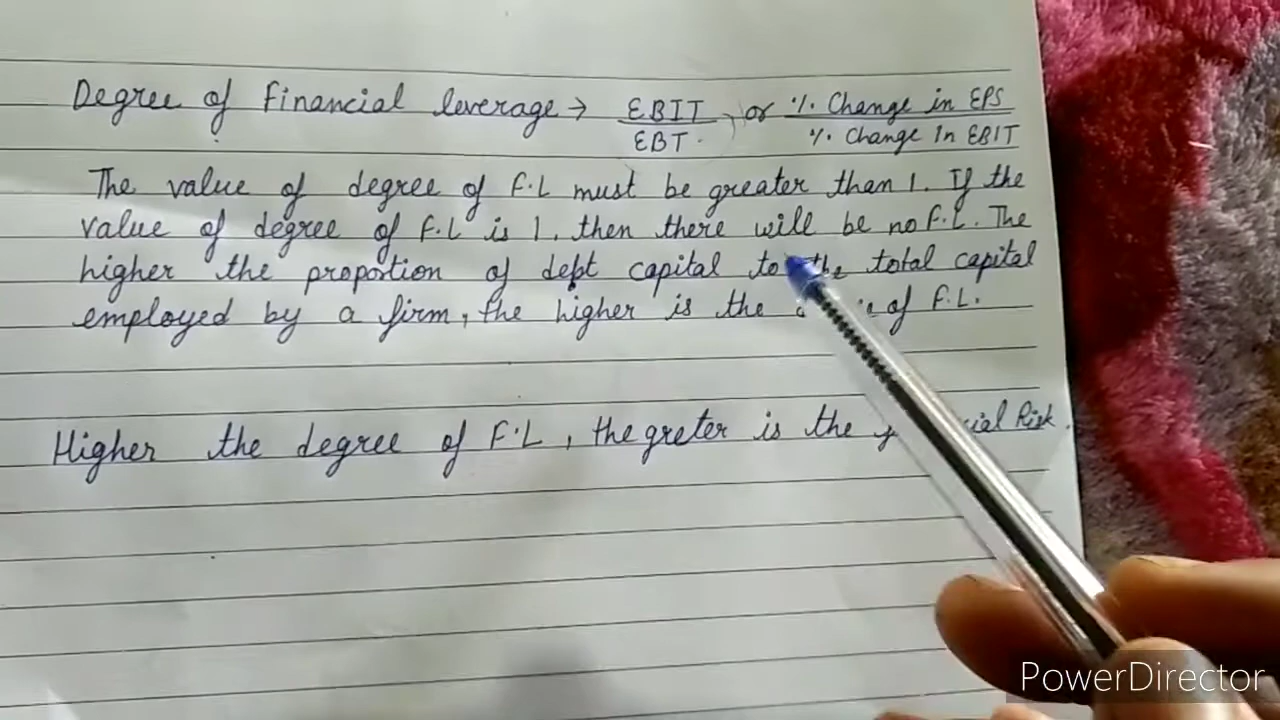 Degree of Financial leverage → EBIT/EBT. or %. Change in EPS/%. Change In EBIT
The value of degree of F.L must be greater than 1. If the
value of degree of F.L is 1. then there will be no F.L. The
higher the proportion of debt capital to the total capital
employed by a firm, the higher is the of F.L.
Higher the degree of F.L, the greter is the Risk.
PowerDirector